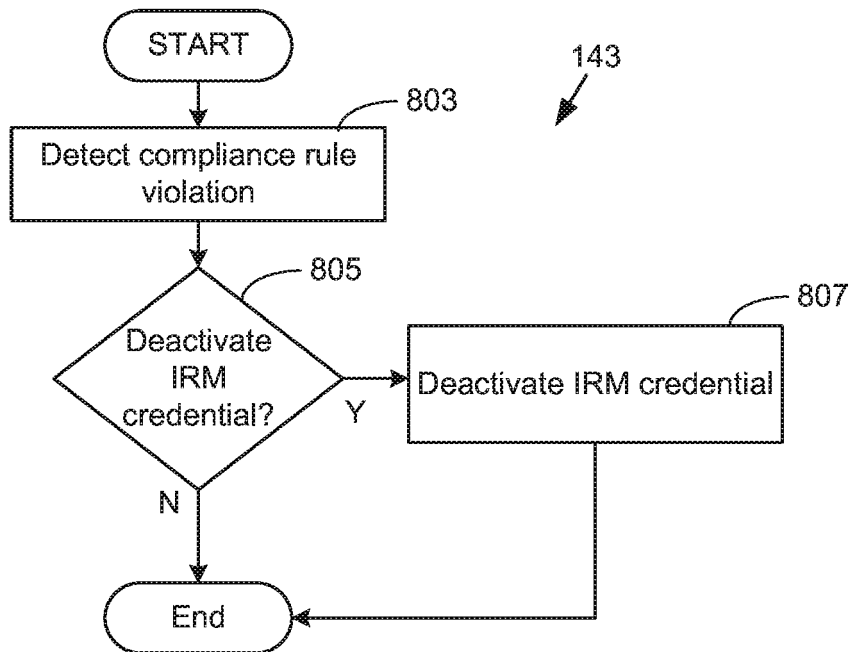 START
143
803
Detect compliance rule
violation
805
807
Deactivate
IRM
credential?
Deactivate IRM credential
Y
N
End